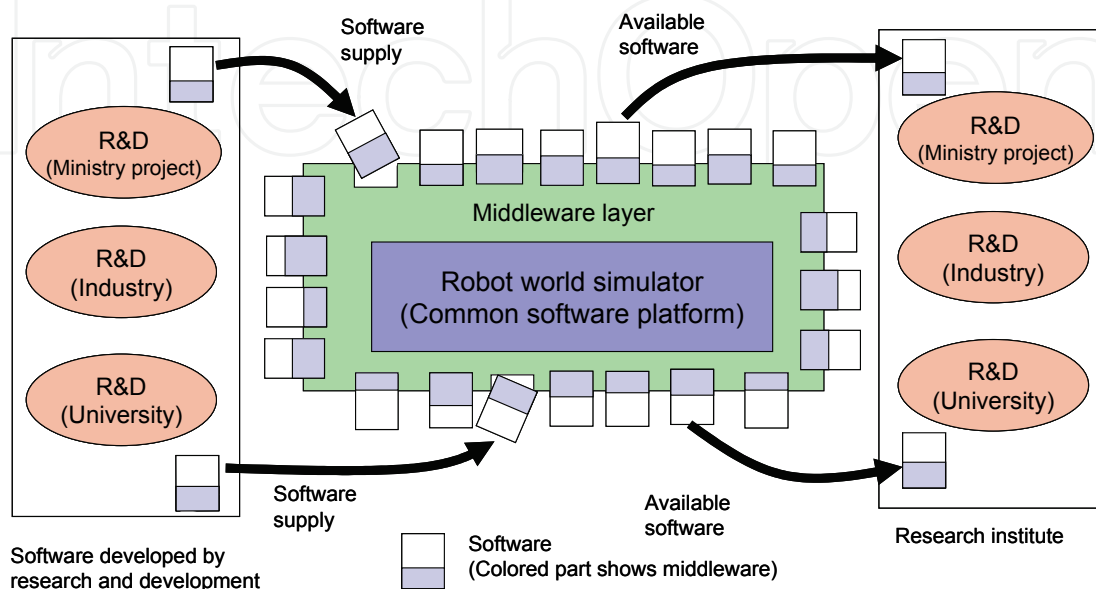 IntechOpen
Software
supply
Available
software
R&D
(Ministry project)
R&D
(Industry)
R&D
(University)
Middleware layer
Robot world simulator
(Common software platform)
R&D
(Ministry project)
R&D
(Industry)
R&D
(University)
Software
supply
Available
software
Software developed by
research and development
Software
(Colored part shows middleware)
Research institute